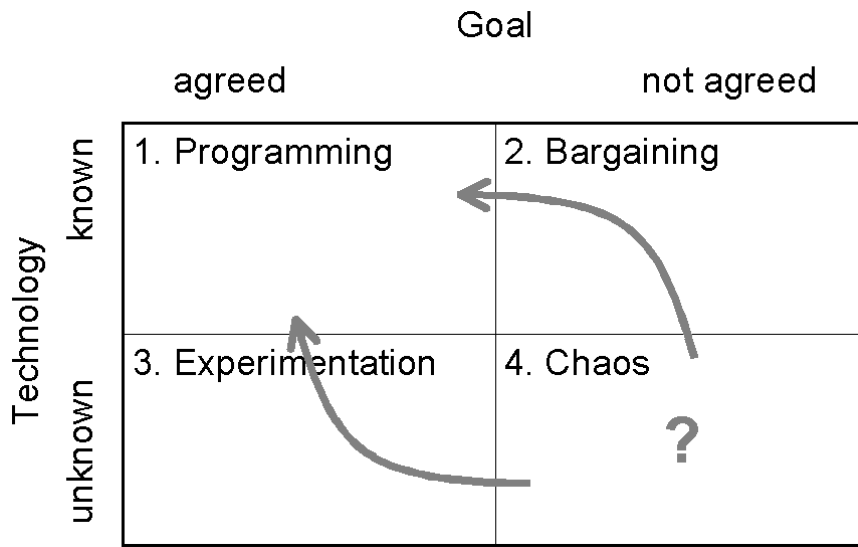 Goal
agreed not agreed
known
1. Programming 2. Bargaining
Technology
unknown
3. Experimentation 4. Chaos
?